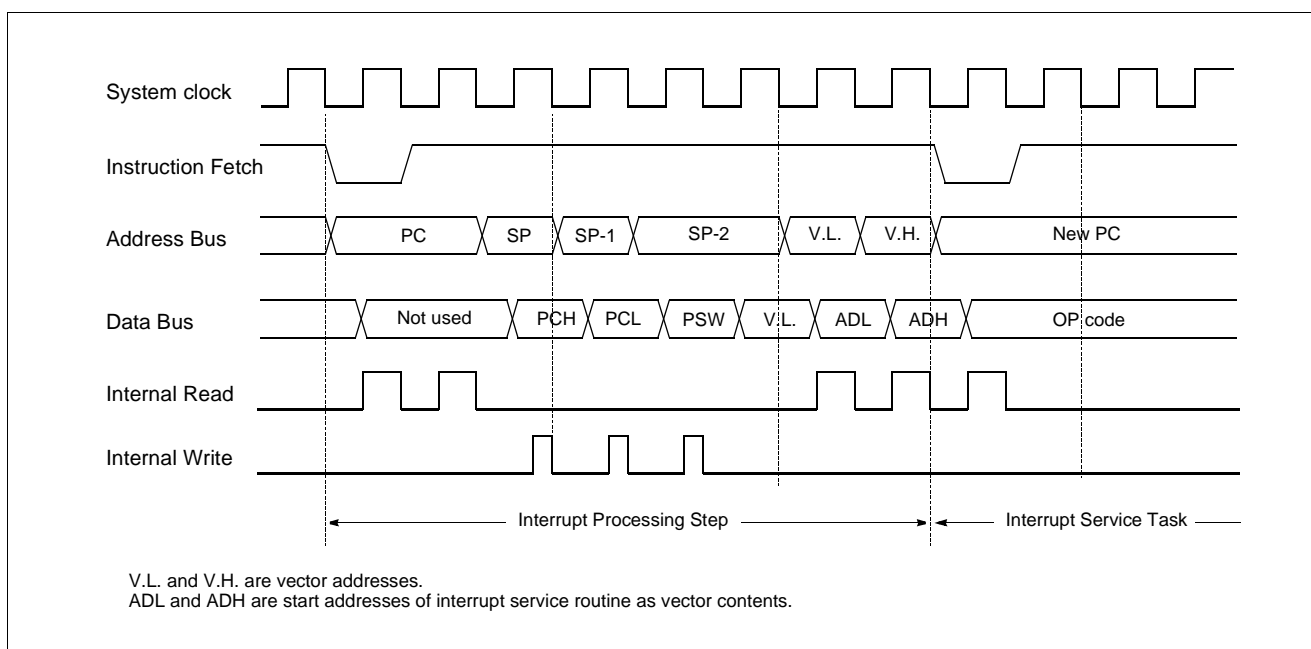 System clock
Instruction Fetch
Address Bus
PC
SP
SP-1
SP-2
V.L.
V.H.
New PC
Data Bus
Not used
PCH
PCL
PSW
V.L.
ADL
ADH
OP code
Internal Read
Internal Write
Interrupt Processing Step
Interrupt Service Task
V.L. and V.H. are vector addresses.
ADL and ADH are start addresses of interrupt service routine as vector contents.